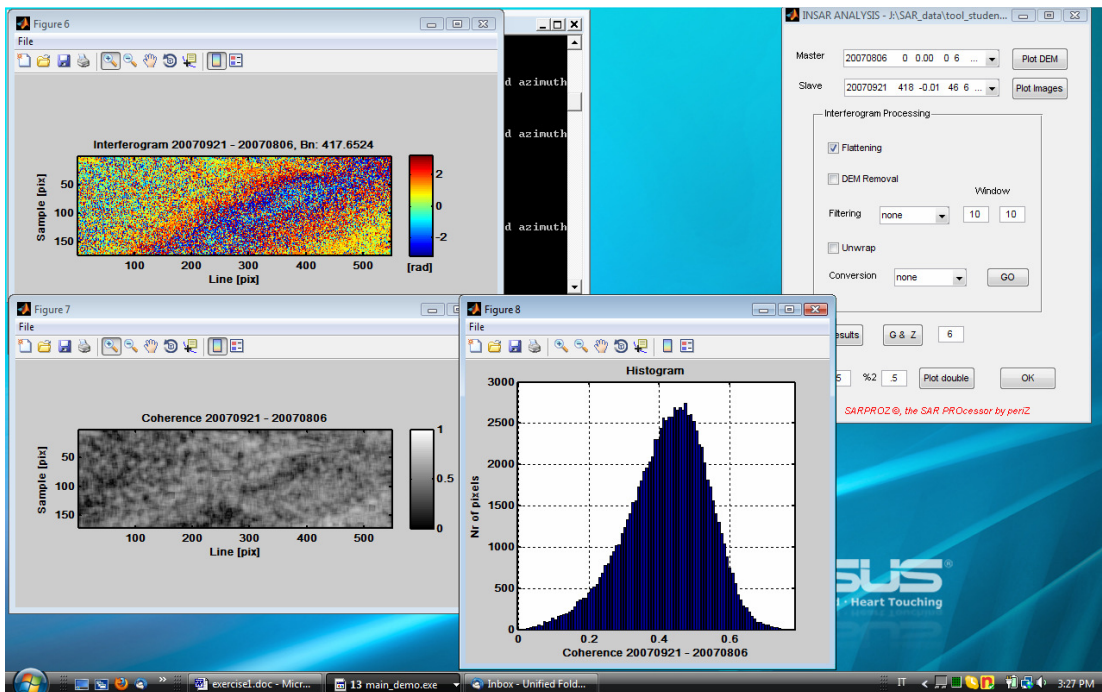 Figure 6
File
Interferogram 20070921 - 20070806, Bn: 417.6524
Sample [pix]
50
100
150
100 200 300 400 500
Line [pix]
2
0
-2
[rad]
d azimuth
d azimuth
d azimuth
INSAR ANALYSIS - J:\SAR_data\tool_studen...
Master 20070806 0 0.00 0 6 ... Plot DEM
Slave 20070921 418 -0.01 46 6 ... Plot Images
Interferogram Processing
Flattening
DEM Removal
Window
Filtering none 10 10
Unwrap
Conversion none GO
esults G & Z 6
5 %2 .5 Plot double OK
SARPROZ ©, the SAR PROcessor by periZ
Figure 7
File
Coherence 20070921 - 20070806
Sample [pix]
50
100
150
100 200 300 400 500
Line [pix]
1
0.5
0
Figure 8
File
Histogram
Nr of pixels
3000
2500
2000
1500
1000
500
0
0 0.2 0.4 0.6
Coherence 20070921 - 20070806
SUS®
Heart Touching
exercise1.doc - Micr...
13 main_demo.exe
Inbox - Unified Fold...
IT
3:27 PM